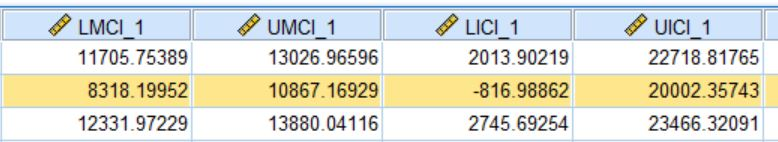 LMCI_1 UMCI_1 LICI_1 UICI_1
11705.75389 13026.96596 2013.90219 22718.81765
8318.19952 10867.16929 -816.98862 20002.35743
12331.97229 13880.04116 2745.69254 23466.32091